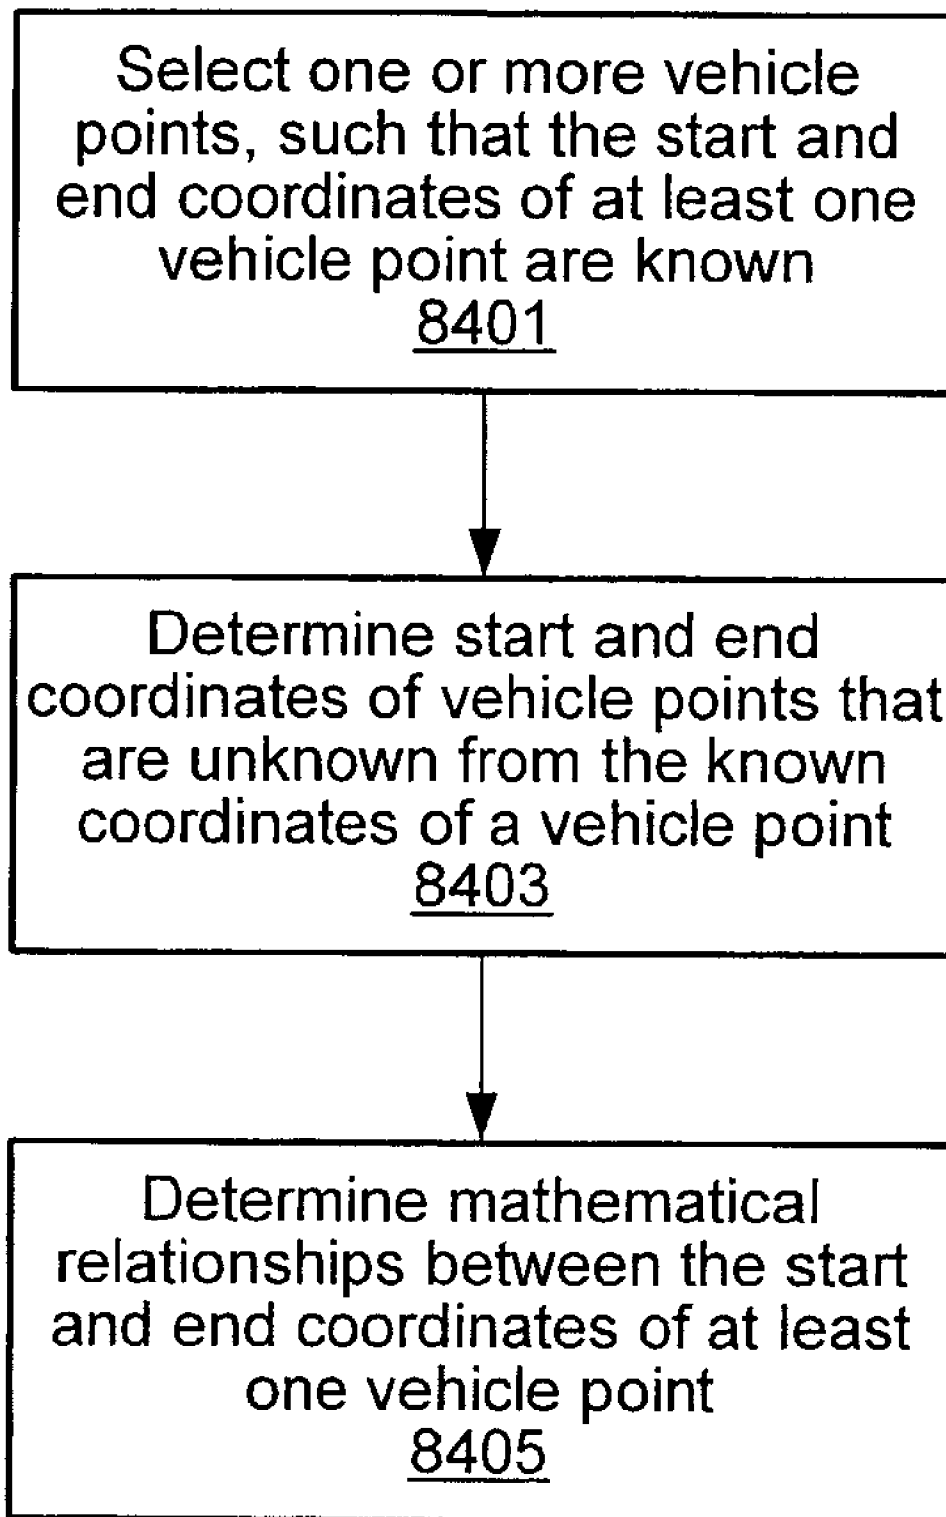 Select one or more vehicle
points, such that the start and
end coordinates of at least one
vehicle point are known
8401
Determine start and end
coordinates of vehicle points that
are unknown from the known
coordinates of a vehicle point
8403
Determine mathematical
relationships between the start
and end coordinates of at least
one vehicle point
8405